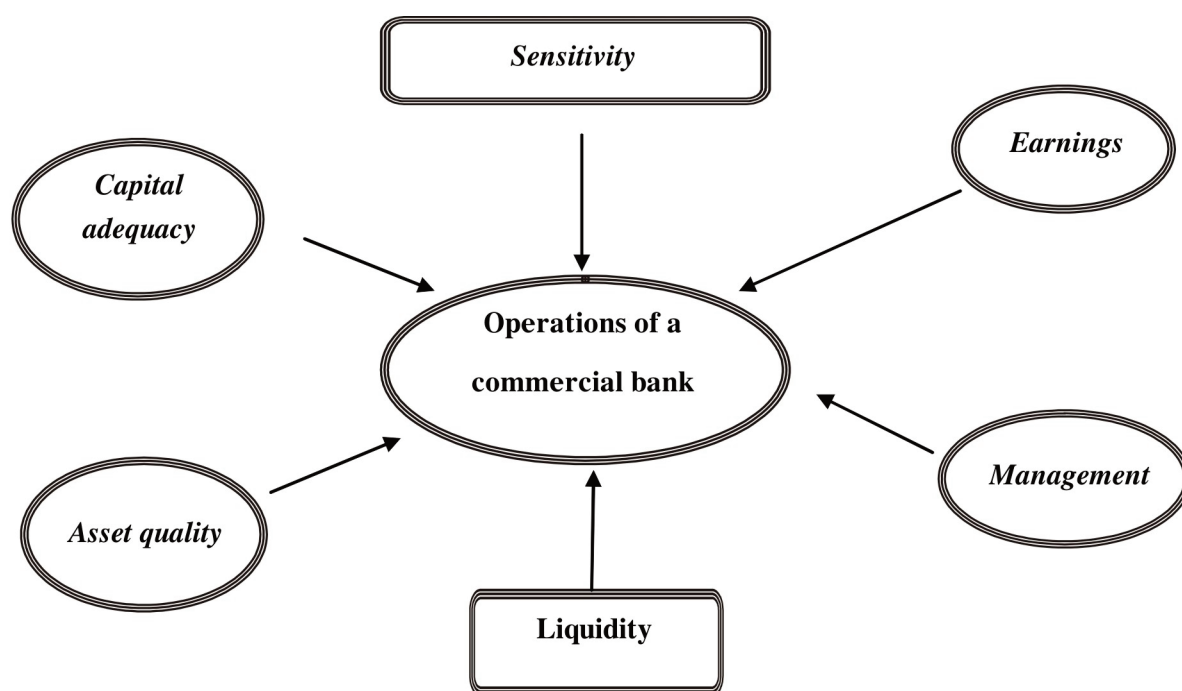 Sensitivity
Earnings
Capital
adequacy
Operations of a
commercial bank
Management
Asset quality
Liquidity